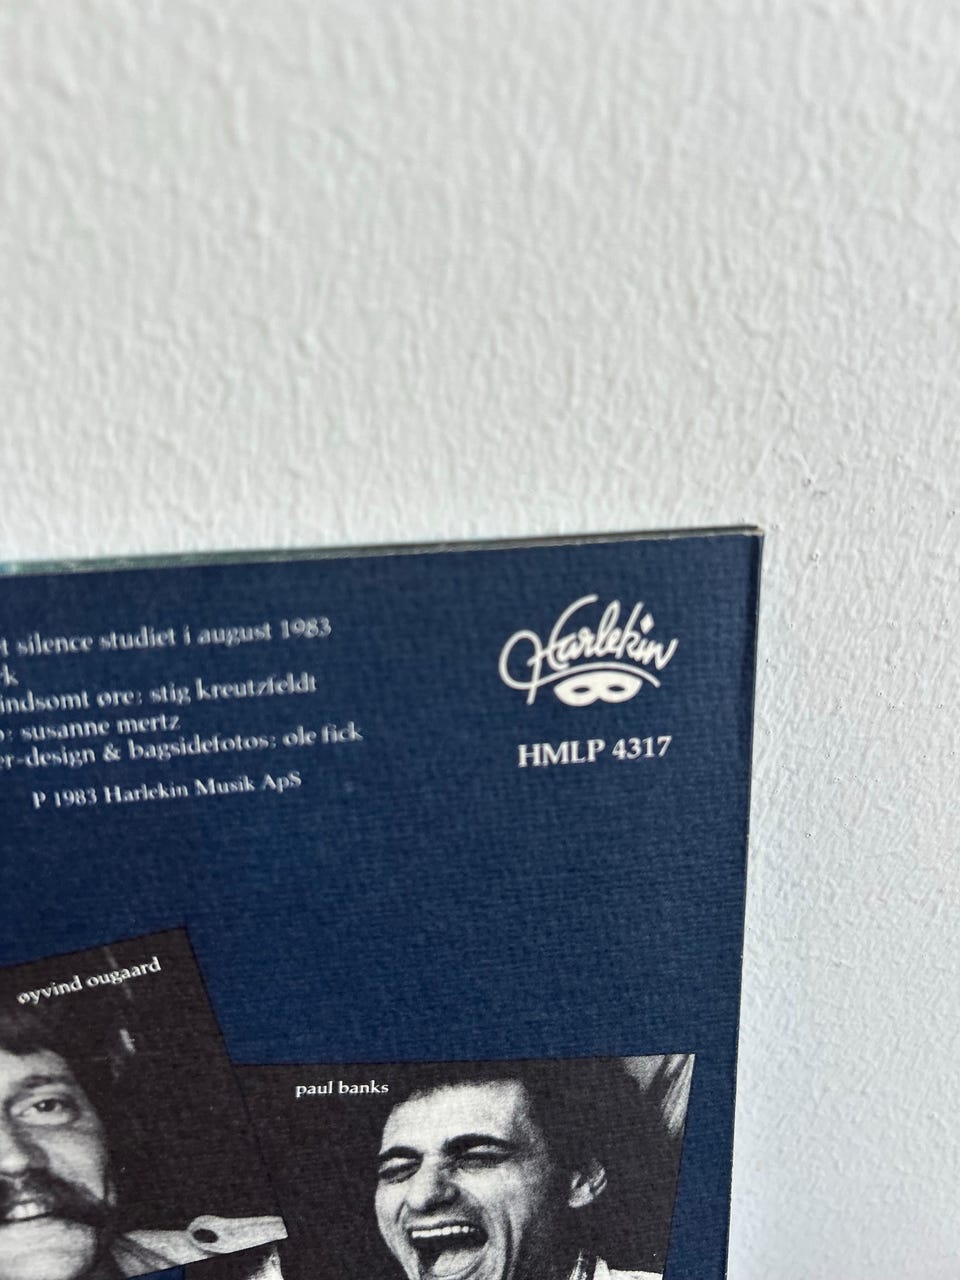 silence studiet i august 1983
indsomt øre: stig kreutzfeldt
: susanne mertz
er-design & bagsidefotos: ole fick
P 1983 Harlekin Musik ApS
Harlekin
HMLP 4317
øyvind ougaard
paul banks